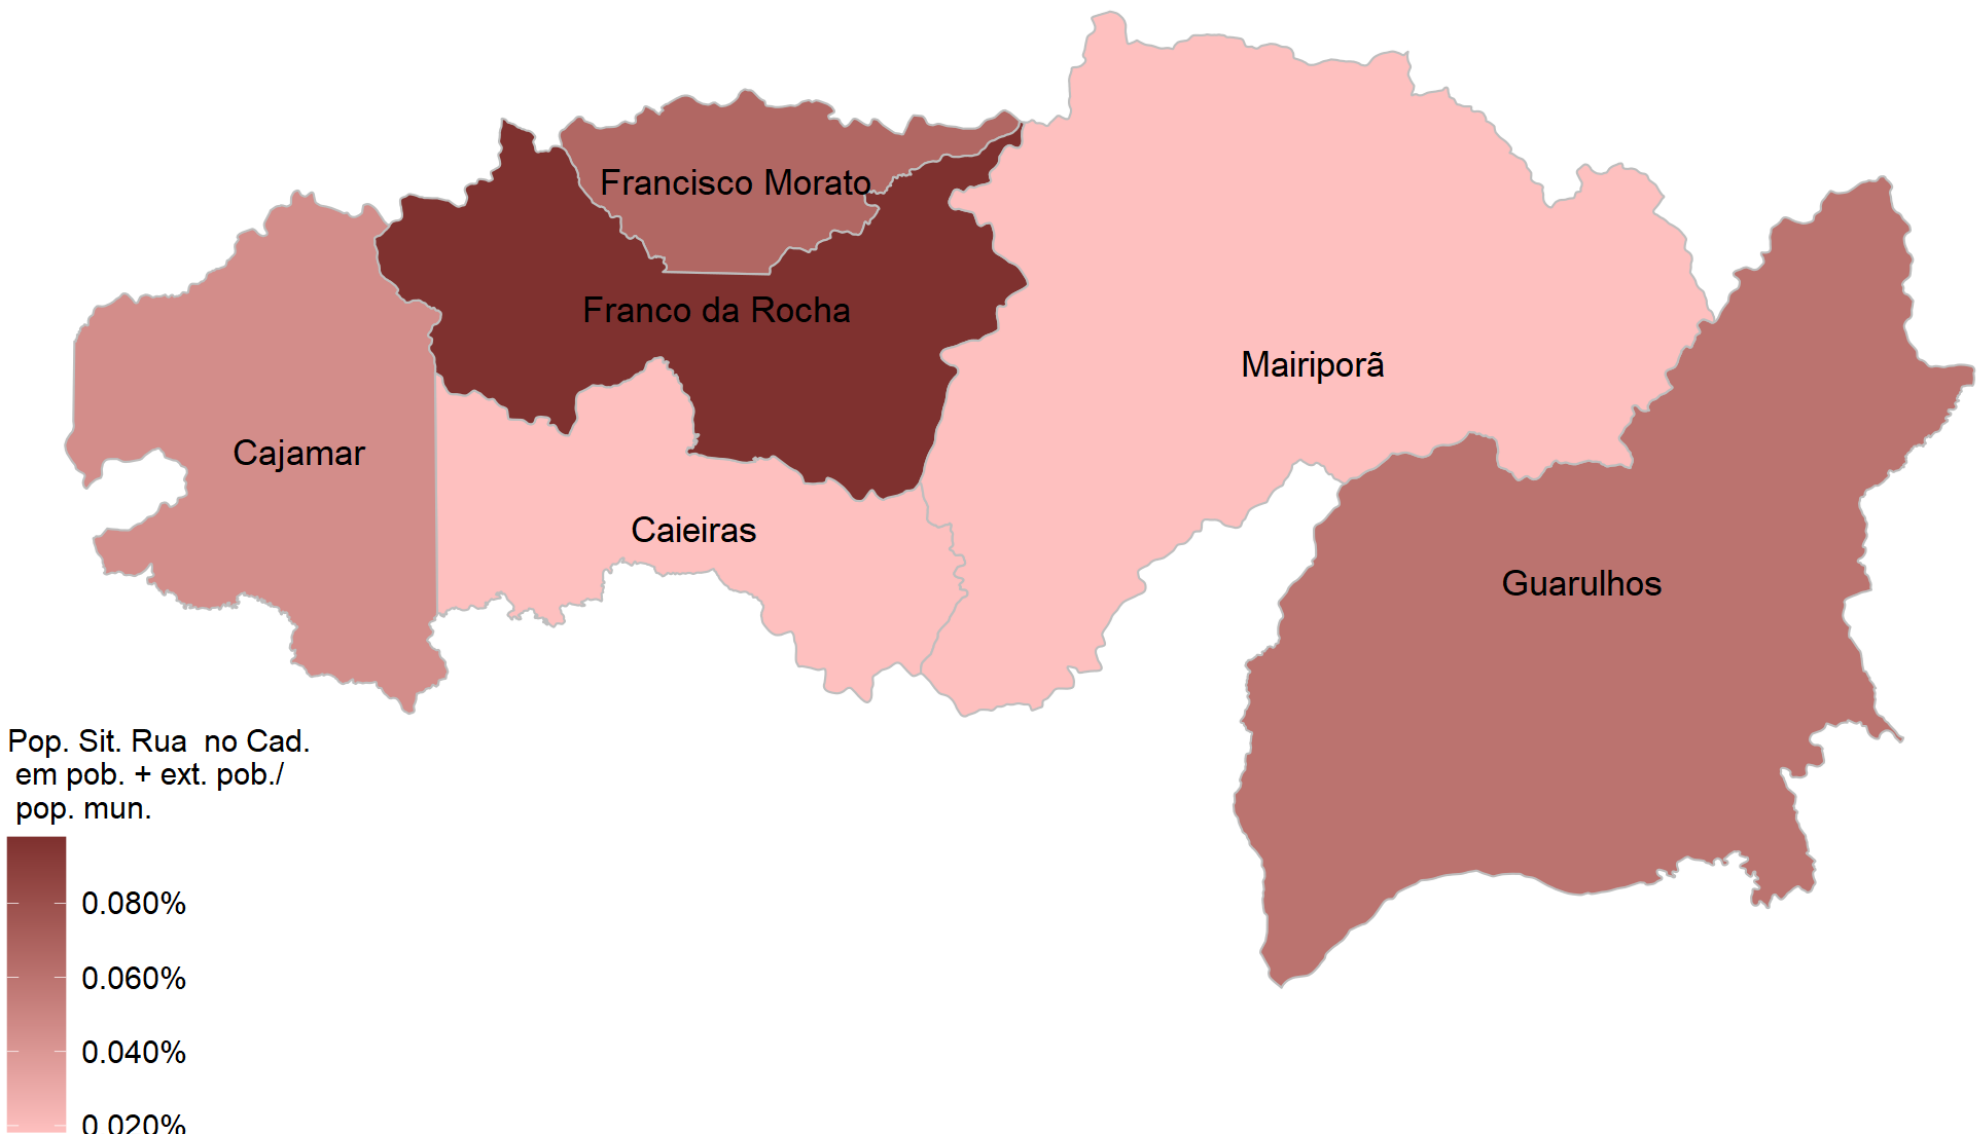 Francisco Morato
Franco da Rocha
Mairiporã
Cajamar
Caieiras
Guarulhos
Pop. Sit. Rua  no Cad.
em pob. + ext. pob./
pop. mun.
0.080%
0.060%
0.040%
0.020%